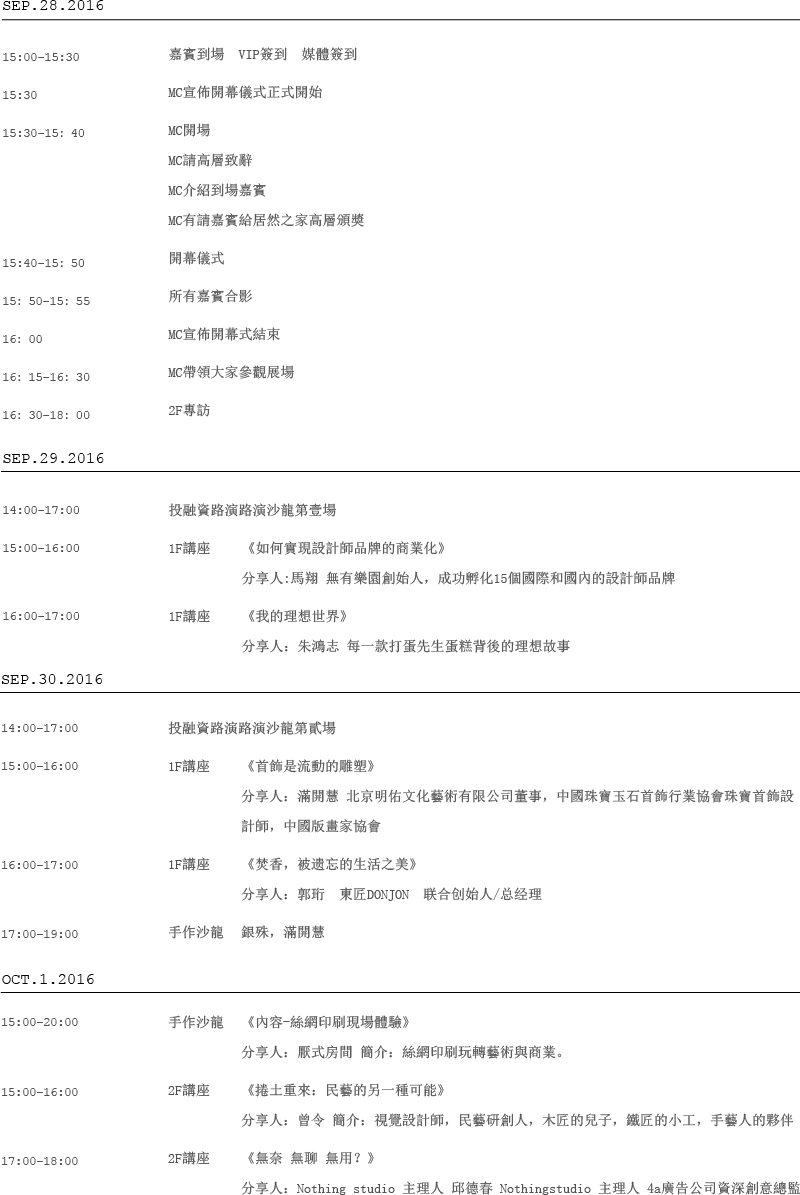 SEP.28.2016
15:00-15:30 嘉賓到場 VIP簽到 媒體簽到
15:30 MC宣佈開幕儀式正式開始
15:30-15: 40 MC開場
MC請高層致辭
MC介紹到場嘉賓
MC有請嘉賓給居然之家高層頒獎
15:40-15: 50 開幕儀式
15: 50-15: 55 所有嘉賓合影
16: 00 MC宣佈開幕式結束
16: 15-16: 30 MC帶領大家參觀展場
16: 30-18: 00 2F專訪
SEP.29.2016
14:00-17:00 投融資路演路演沙龍第壹場
15:00-16:00 1F講座 《如何實現設計師品牌的商業化》
分享人:馬翔 無有樂園創始人, 成功孵化15個國際和國內的設計師品牌
16:00-17:00 1F講座 《我的理想世界》
分享人: 朱鴻志 每一款打蛋先生蛋糕背後的理想故事
SEP.30.2016
14:00-17:00 投融資路演路演沙龍第貳場
15:00-16:00 1F講座 《首飾是流動的雕塑》
分享人: 滿開慧 北京明佑文化藝術有限公司董事, 中國珠寶玉石首飾行業協會珠寶首飾設
計師, 中國版畫家協會
16:00-17:00 1F講座 《焚香, 被遗忘的生活之美》
分享人: 郭珩 東匠DONJON 联合创始人/总经理
17:00-19:00 手作沙龍 銀殊, 滿開慧
OCT.1.2016
15:00-20:00 手作沙龍 《內容-絲網印刷現場體驗》
分享人: 厭式房間 簡介: 絲網印刷玩轉藝術與商業。
15:00-16:00 2F講座 《捲土重來: 民藝的另一種可能》
分享人: 曾令 簡介: 視覺設計師, 民藝研創人, 木匠的兒子, 鐵匠的小工, 手藝人的夥伴
17:00-18:00 2F講座 《無奈 無聊 無用? 》
分享人: Nothing studio 主理人 邱德春 Nothingstudio 主理人 4a廣告公司資深創意總監